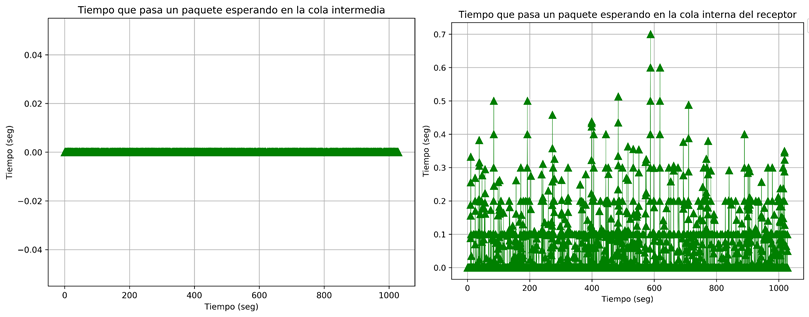 Tiempo que pasa un paquete esperando en la cola intermedia
Tiempo (seg)
0.04
0.02
0.00
−0.02
−0.04
0 200 400 600 800 1000
Tiempo (seg)
Tiempo que pasa un paquete esperando en la cola interna del receptor
Tiempo (seg)
0.7
0.6
0.5
0.4
0.3
0.2
0.1
0.0
0 200 400 600 800 1000
Tiempo (seg)